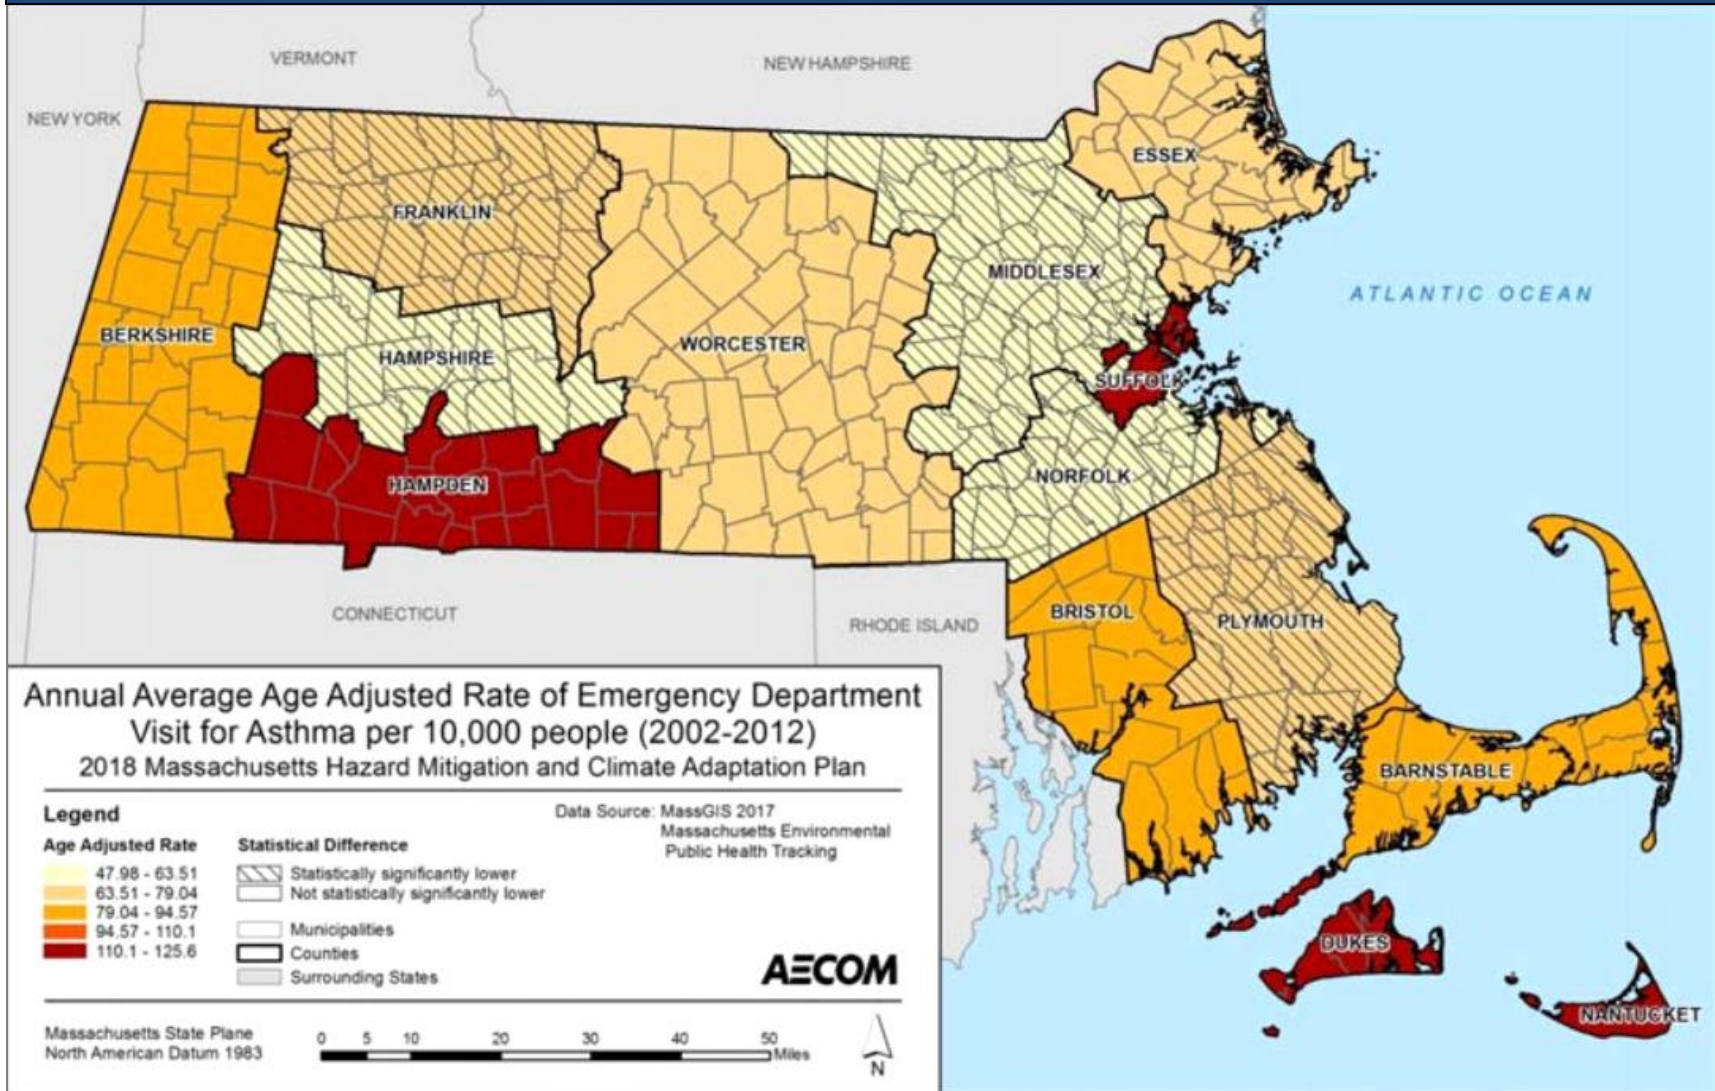 VERMONT
NEW HAMPSHIRE
NEW YORK
ESSEX
FRANKLIN
MIDDLESEX
ATLANTIC OCEAN
BERKSHIRE
HAMPSHIRE
WORCESTER
SUFFOLK
HAMPDEN
NORFOLK
CONNECTICUT
RHODE ISLAND
BRISTOL
PLYMOUTH
BARNSTABLE
DUKES
NANTUCKET
Annual Average Age Adjusted Rate of Emergency Department
Visit for Asthma per 10,000 people (2002-2012)
2018 Massachusetts Hazard Mitigation and Climate Adaptation Plan
Legend
Age Adjusted Rate
47.98 - 63.51
63.51 - 79.04
79.04 - 94.57
94.57 - 110.1
110.1 - 125.6
Statistical Difference
Statistically significantly lower
Not statistically significantly lower
Municipalities
Counties
Surrounding States
Data Source: MassGIS 2017
Massachusetts Environmental
Public Health Tracking
AECOM
Massachusetts State Plane
North American Datum 1983
0 5 10 20 30 40 50
Miles
N